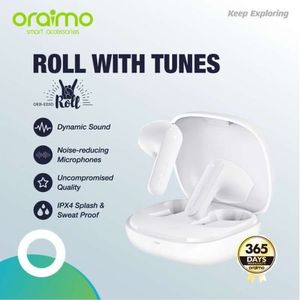 oraimo
smart accessories
Keep Exploring
ROLL WITH TUNES
Roll
Dynamic Sound
Noise-reducing
Microphones
Uncompromised
Quality
IPX4 Splash &
Sweat Proof
365
DAYS